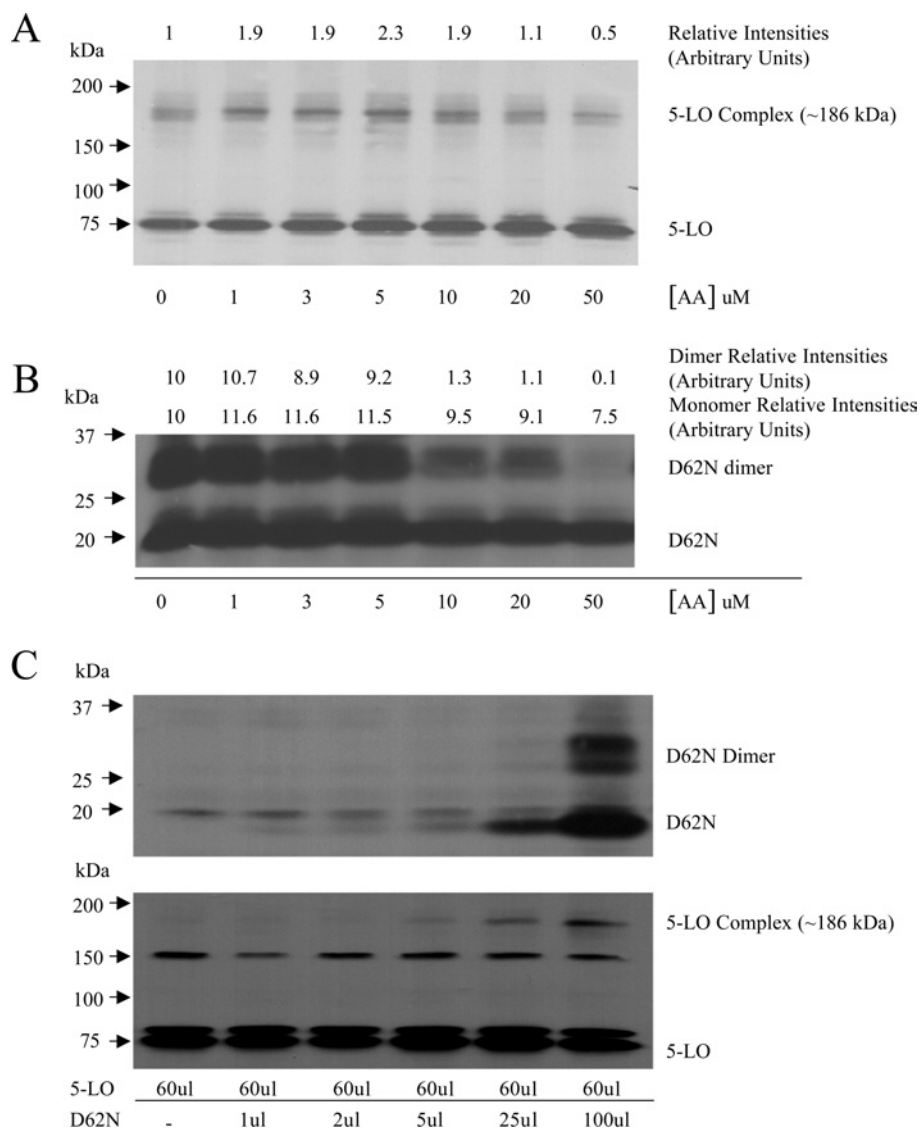 A
1 1.9 1.9 2.3 1.9 1.1 0.5 Relative Intensities
(Arbitrary Units)
kDa
200
5-LO Complex (~186 kDa)
150
100
75
5-LO
0 1 3 5 10 20 50 [AA] uM
B
10 10.7 8.9 9.2 1.3 1.1 0.1 Dimer Relative Intensities
(Arbitrary Units)
kDa
10 11.6 11.6 11.5 9.5 9.1 7.5 Monomer Relative Intensities
(Arbitrary Units)
37
D62N dimer
25
20
D62N
0 1 3 5 10 20 50 [AA] uM
C
kDa
37
D62N Dimer
25
20
D62N
kDa
200
5-LO Complex (~186 kDa)
150
100
75
5-LO
5-LO 60ul 60ul 60ul 60ul 60ul 60ul
D62N - 1ul 2ul 5ul 25ul 100ul